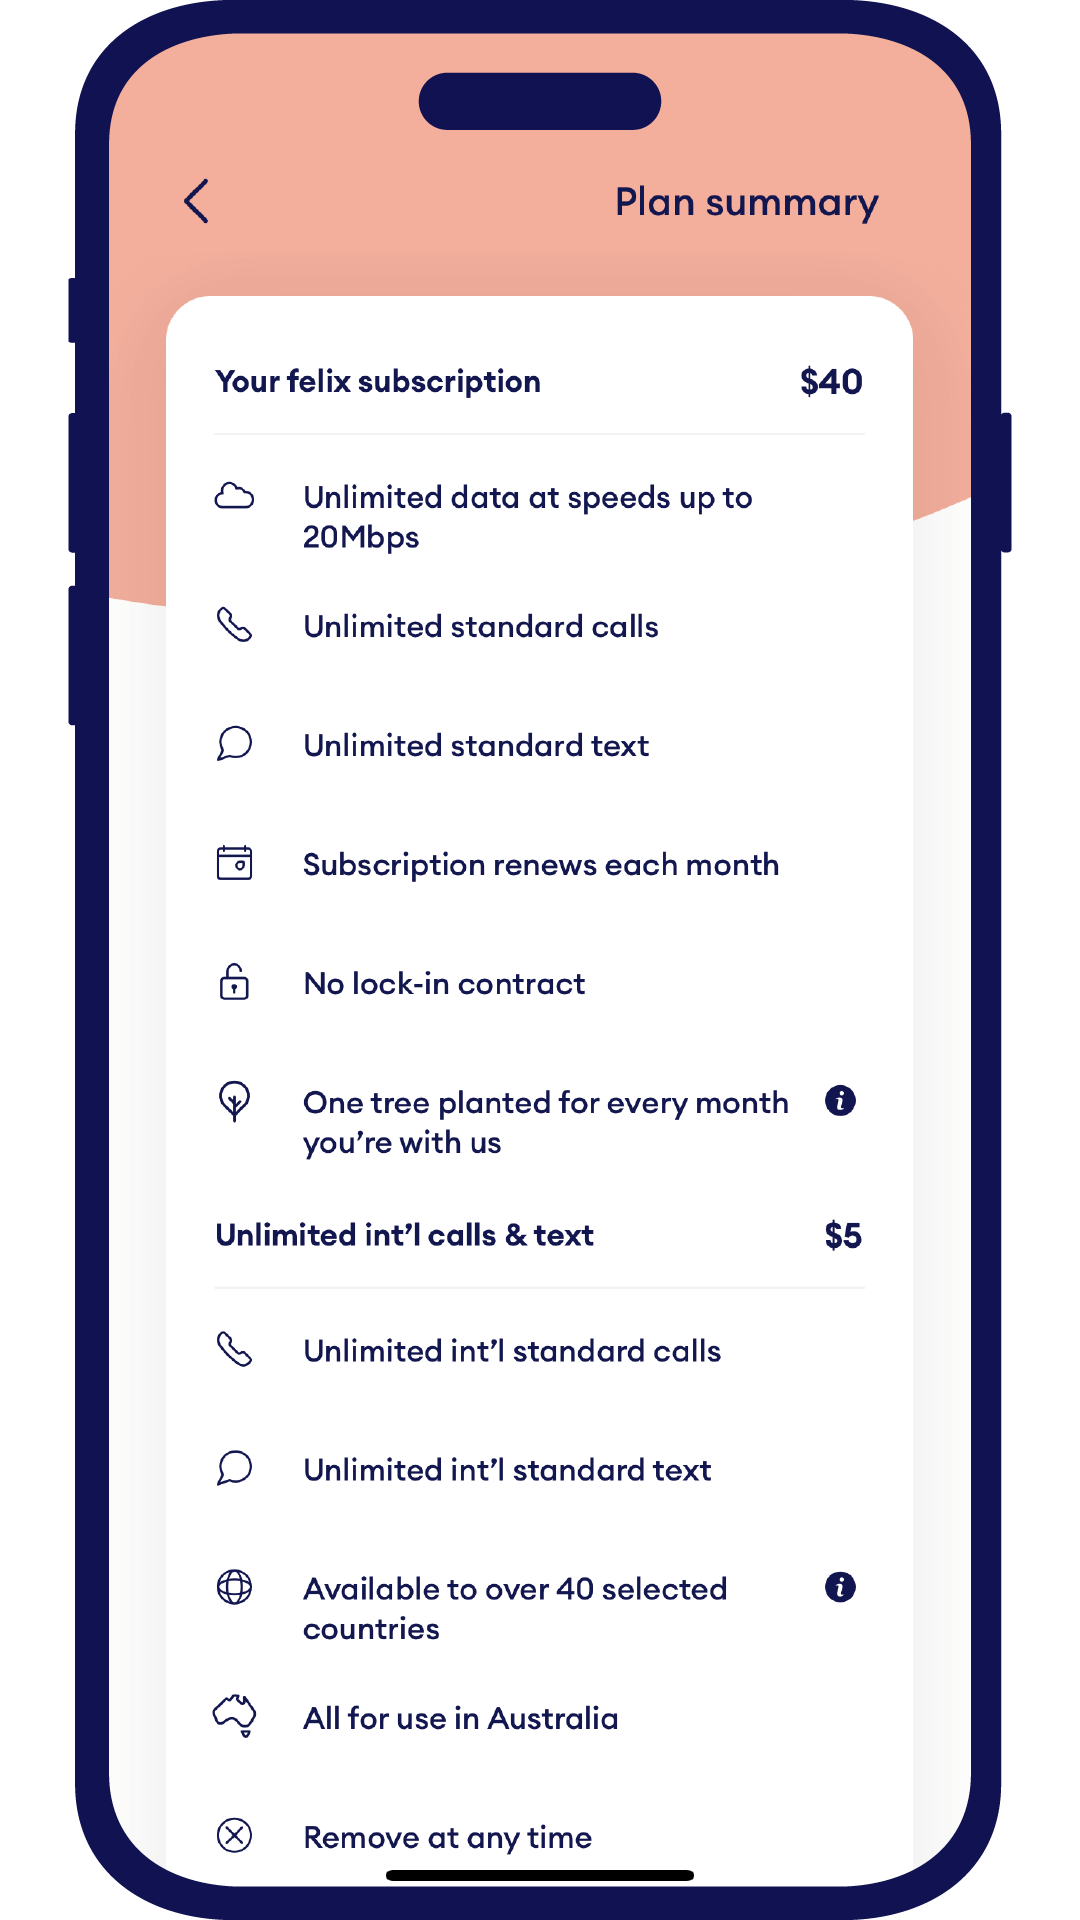 Plan summary
Your felix subscription $40
Unlimited data at speeds up to
20Mbps
Unlimited standard calls
Unlimited standard text
Subscription renews each month
No lock-in contract
One tree planted for every month
you’re with us
Unlimited int’l calls & text $5
Unlimited int’l standard calls
Unlimited int’l standard text
Available to over 40 selected
countries
All for use in Australia
Remove at any time